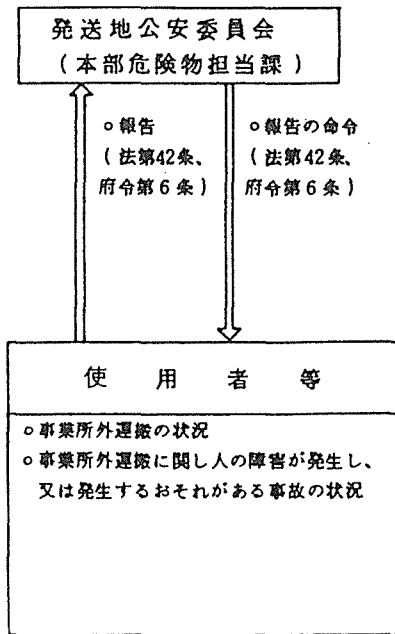 発送地公安委員会
(本部危険物担当課)
○報告
(法第42条、
府令第6条)
○報告の命令
(法第42条、
府令第6条)
使用者等
○事業所外運搬の状況
○事業所外運搬に関し人の障害が発生し、
又は発生するおそれがある事故の状況